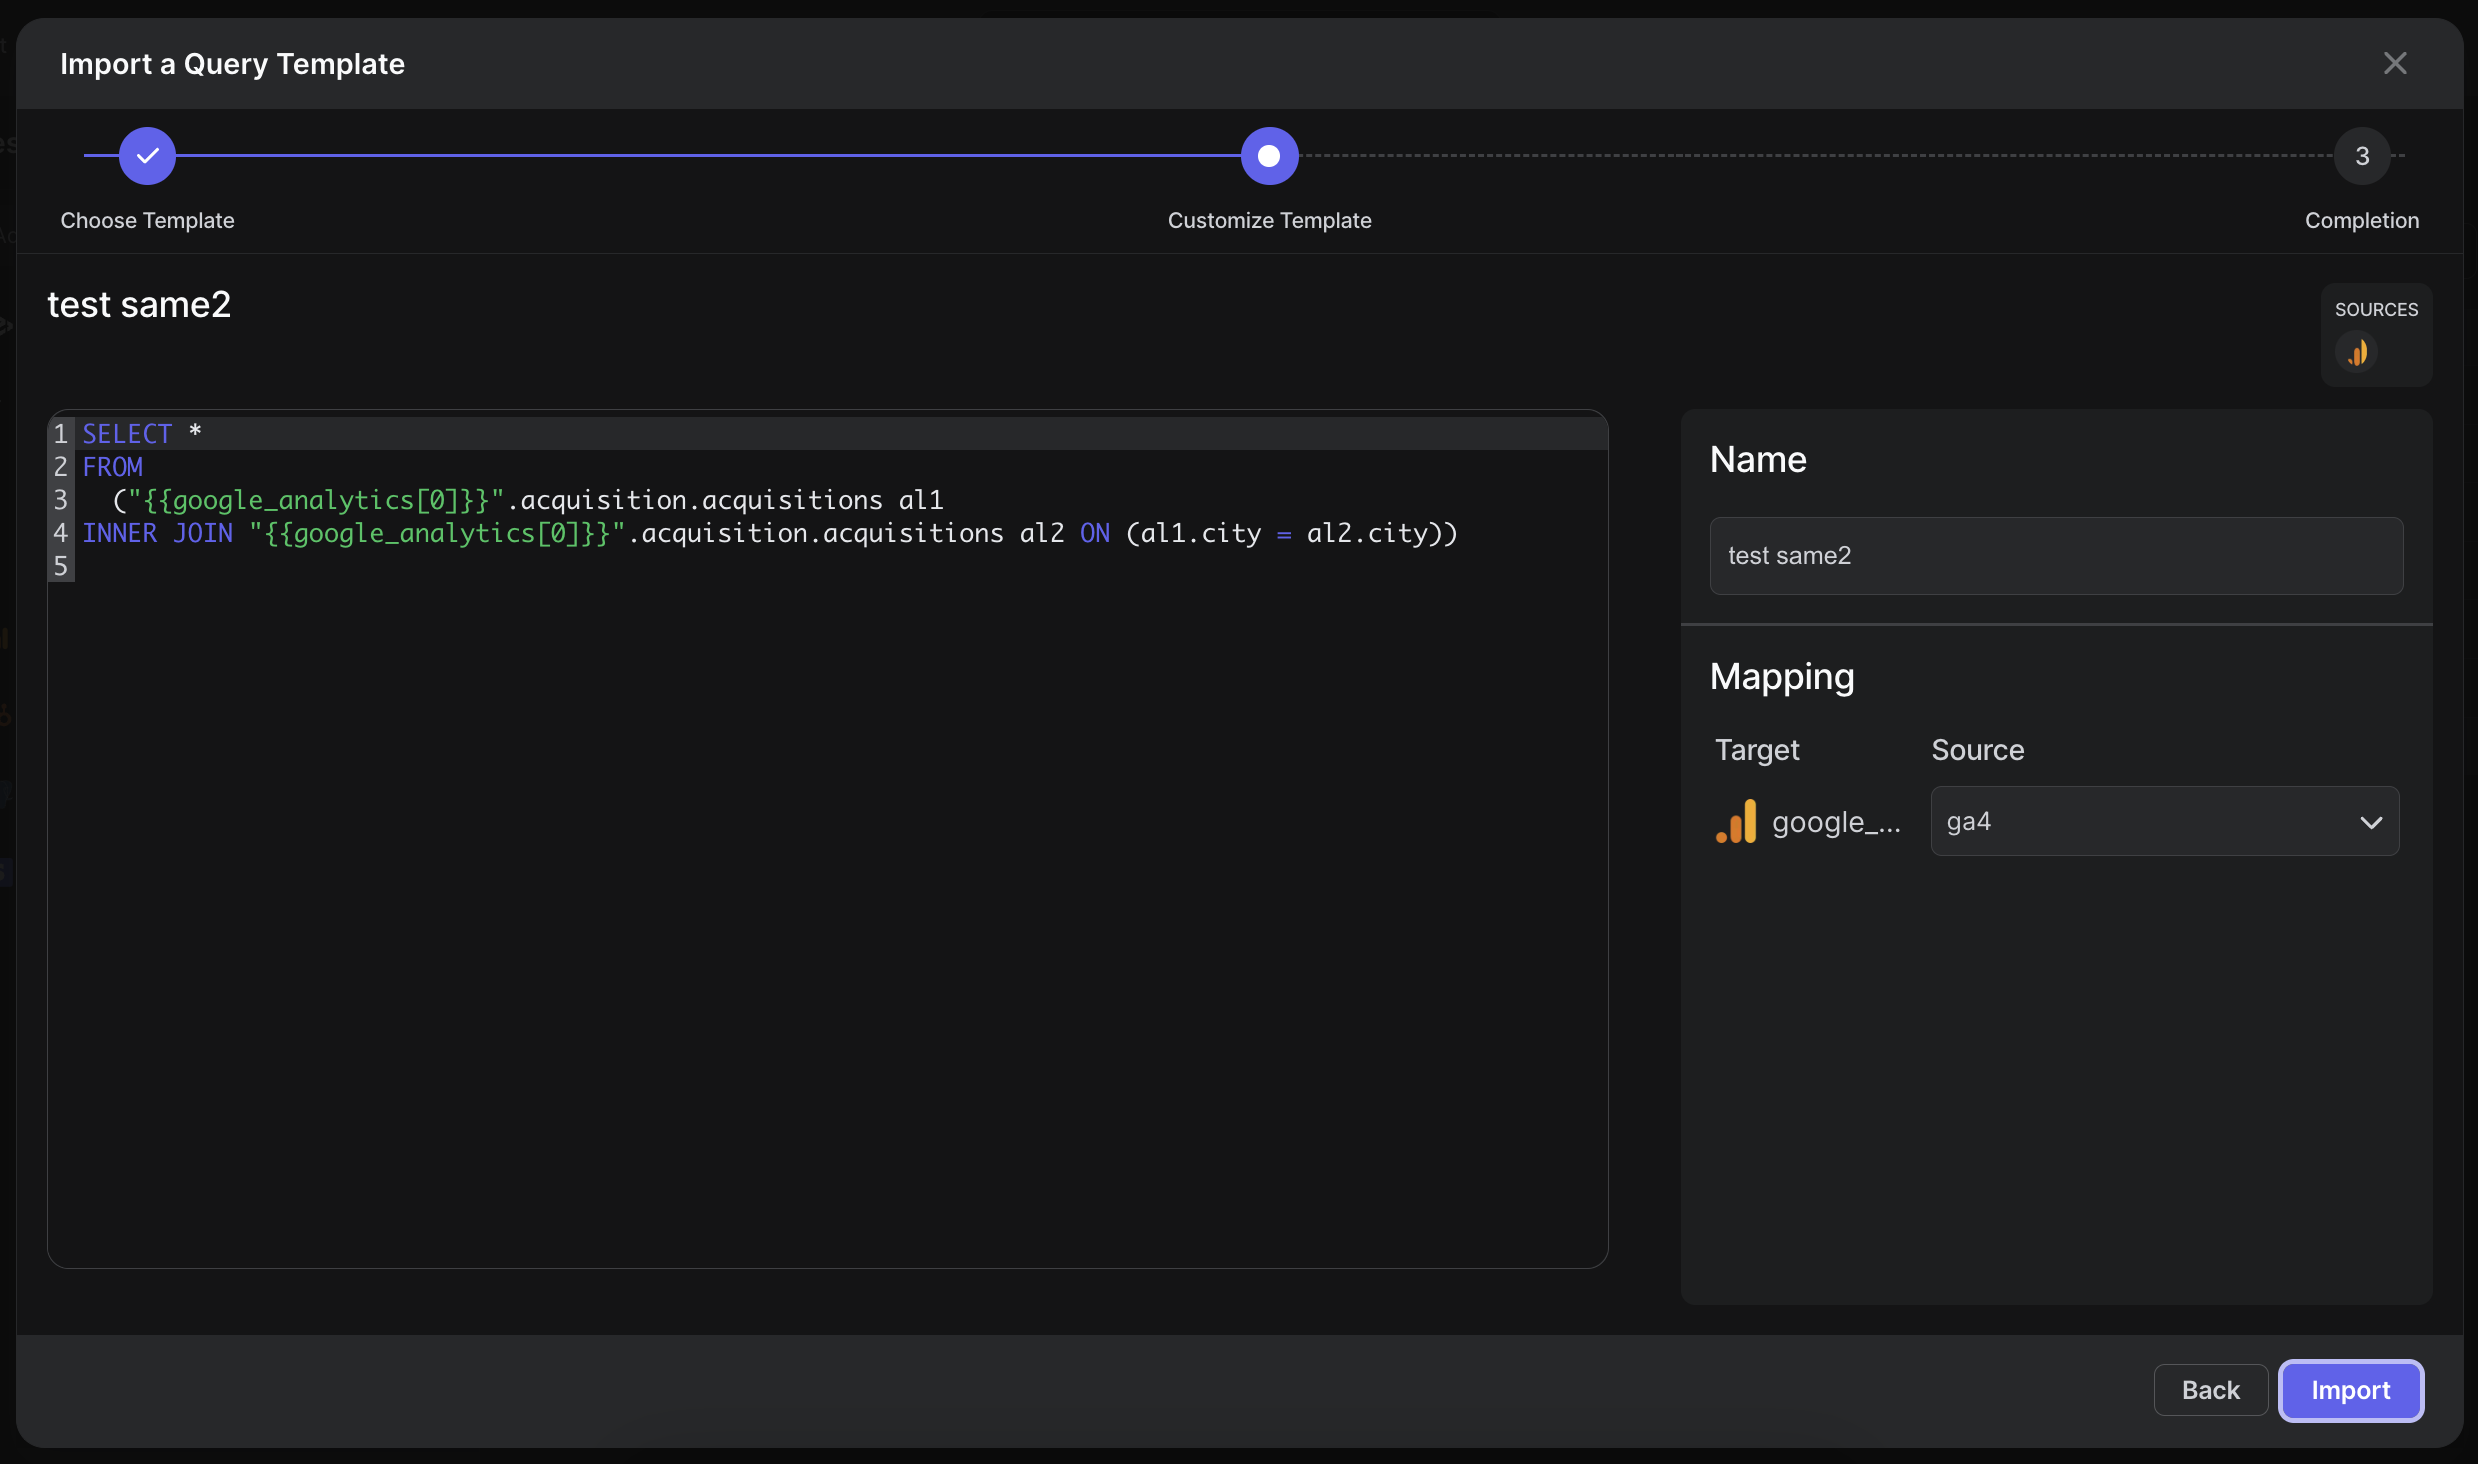 Import a Query Template
3
Choose Template
Customize Template
Completion
test same2
SOURCES
1 SELECT *
2 FROM
3   ("{{google_analytics[0]}}".acquisition.acquisitions al1
4 INNER JOIN "{{google_analytics[0]}}".acquisition.acquisitions al2 ON (al1.city = al2.city))
5
Name
test same2
Mapping
Target Source
google_... ga4
Back Import